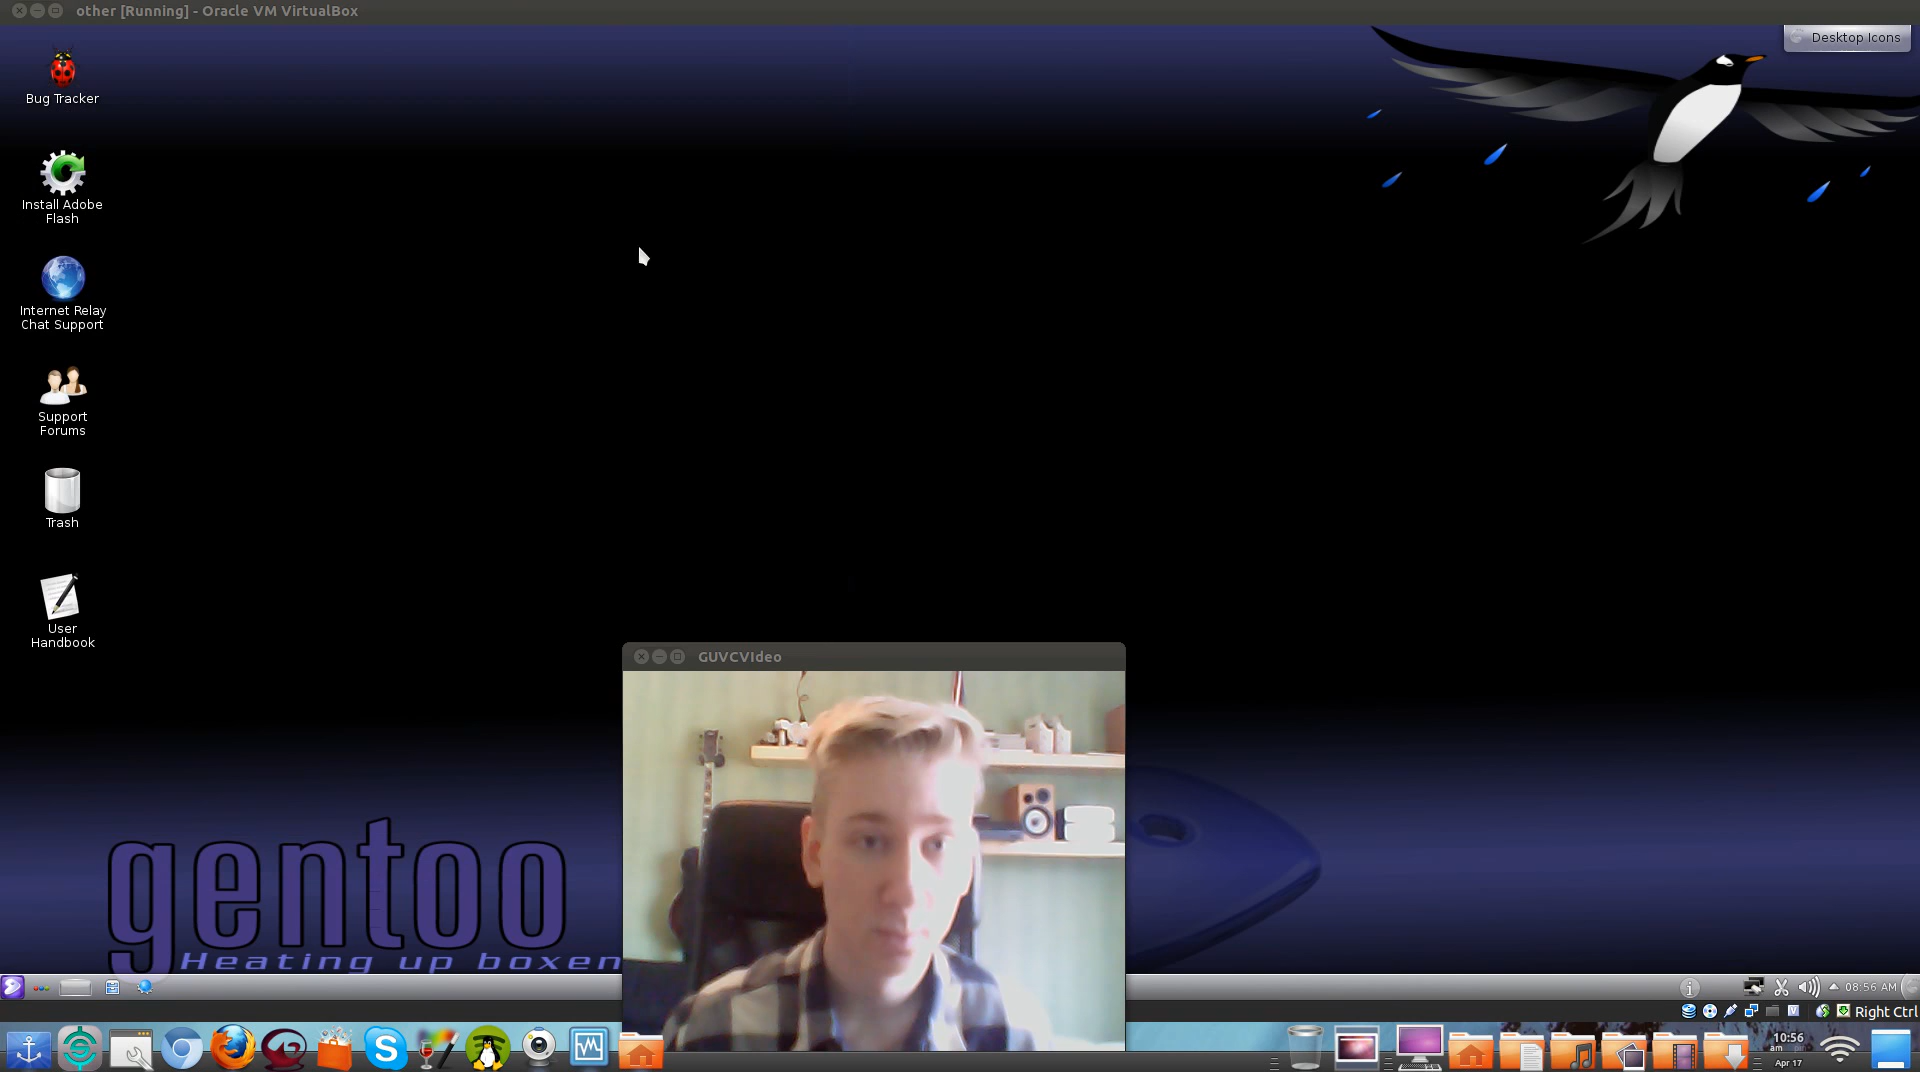 other [Running] - Oracle VM VirtualBox
Desktop Icons
Bug Tracker
Install Adobe
Flash
Internet Relay
Chat Support
Support
Forums
Trash
User
Handbook
GUVCVIdeo
gentoo
Heating up boxen
08:56 AM
Right Ctrl
10:56
am
Apr 17